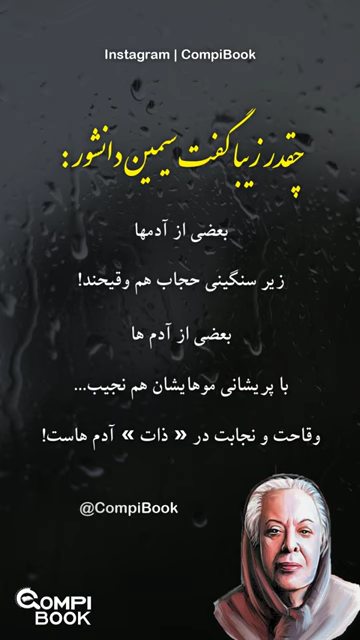 Instagram | CompiBook
چقدر زیبا گفت سیمین دانشور :
بعضی از آدمها
زیر سنگینی حجاب هم وقیحند!
بعضی از آدم ها
با پریشانی موهایشان هم نجیب...
وقاحت و نجابت در « ذات » آدم هاست!
@CompiBook
COMPI
BOOK